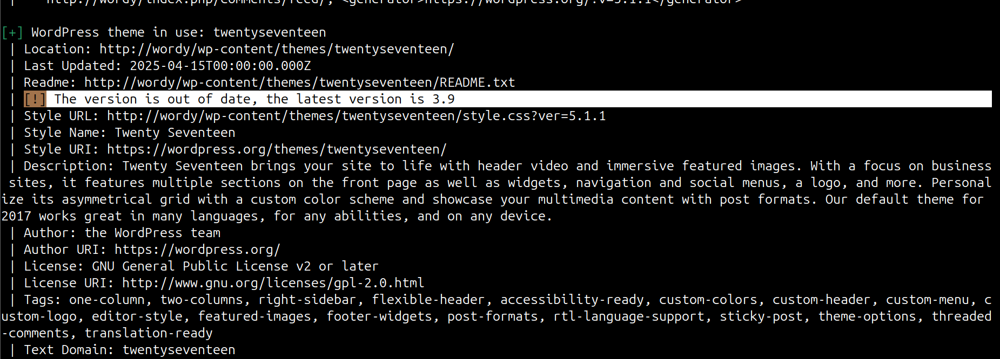 |    http://wordy/index.php/comments/feed/, <generator>https://wordpress.org/?v=5.1.1</generator>
[+] WordPress theme in use: twentyseventeen
| Location: http://wordy/wp-content/themes/twentyseventeen/
| Last Updated: 2025-04-15T00:00:00.000Z
| Readme: http://wordy/wp-content/themes/twentyseventeen/README.txt
| [!] The version is out of date, the latest version is 3.9
| Style URL: http://wordy/wp-content/themes/twentyseventeen/style.css?ver=5.1.1
| Style Name: Twenty Seventeen
| Style URI: https://wordpress.org/themes/twentyseventeen/
| Description: Twenty Seventeen brings your site to life with header video and immersive featured images. With a focus on business
sites, it features multiple sections on the front page as well as widgets, navigation and social menus, a logo, and more. Personal
ize its asymmetrical grid with a custom color scheme and showcase your multimedia content with post formats. Our default theme for
2017 works great in many languages, for any abilities, and on any device.
| Author: the WordPress team
| Author URI: https://wordpress.org/
| License: GNU General Public License v2 or later
| License URI: http://www.gnu.org/licenses/gpl-2.0.html
| Tags: one-column, two-columns, right-sidebar, flexible-header, accessibility-ready, custom-colors, custom-header, custom-menu, c
ustom-logo, editor-style, featured-images, footer-widgets, post-formats, rtl-language-support, sticky-post, theme-options, threaded
-comments, translation-ready
| Text Domain: twentyseventeen